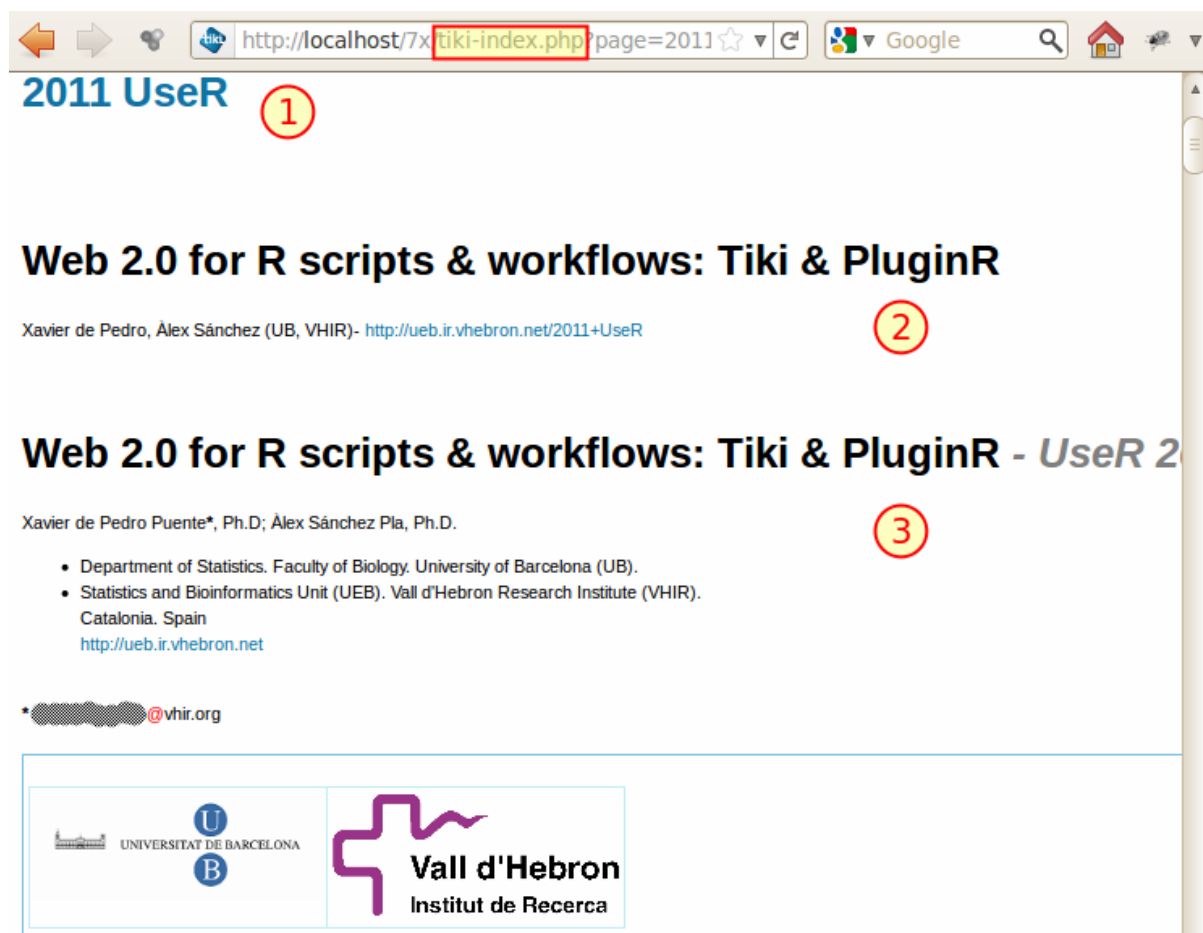 tiki http://localhost/7x/tiki-index.php?page=2011 Google
2011 UseR
1
Web 2.0 for R scripts & workflows: Tiki & PluginR
Xavier de Pedro, Àlex Sánchez (UB, VHIR)- http://ueb.ir.vhebron.net/2011+UseR
2
Web 2.0 for R scripts & workflows: Tiki & PluginR - UseR 2
Xavier de Pedro Puente*, Ph.D; Àlex Sánchez Pla, Ph.D.
3
• Department of Statistics. Faculty of Biology. University of Barcelona (UB).
• Statistics and Bioinformatics Unit (UEB). Vall d'Hebron Research Institute (VHIR).
Catalonia. Spain
http://ueb.ir.vhebron.net
* @vhir.org
U
UNIVERSITAT DE BARCELONA
B
Vall d'Hebron
Institut de Recerca